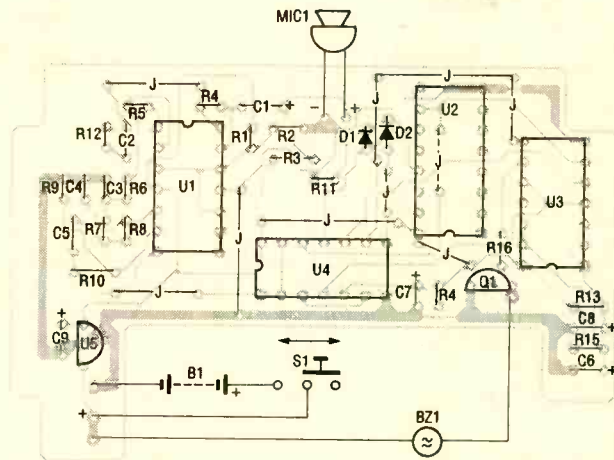 MIC1
J
R5
R4
C1
+
-
+
J
J
U2
R12
C2
R1
R2
D1
D2
R3
J
U1
U3
R9
C4
C3
R6
R11
J
J
C5
R7
R8
J
R16
R10
U4
J
C7
+
R4
Q1
R13
J
C8
+
R15
C6
+
+
C9
U5
B1
+
S1
+
BZ1